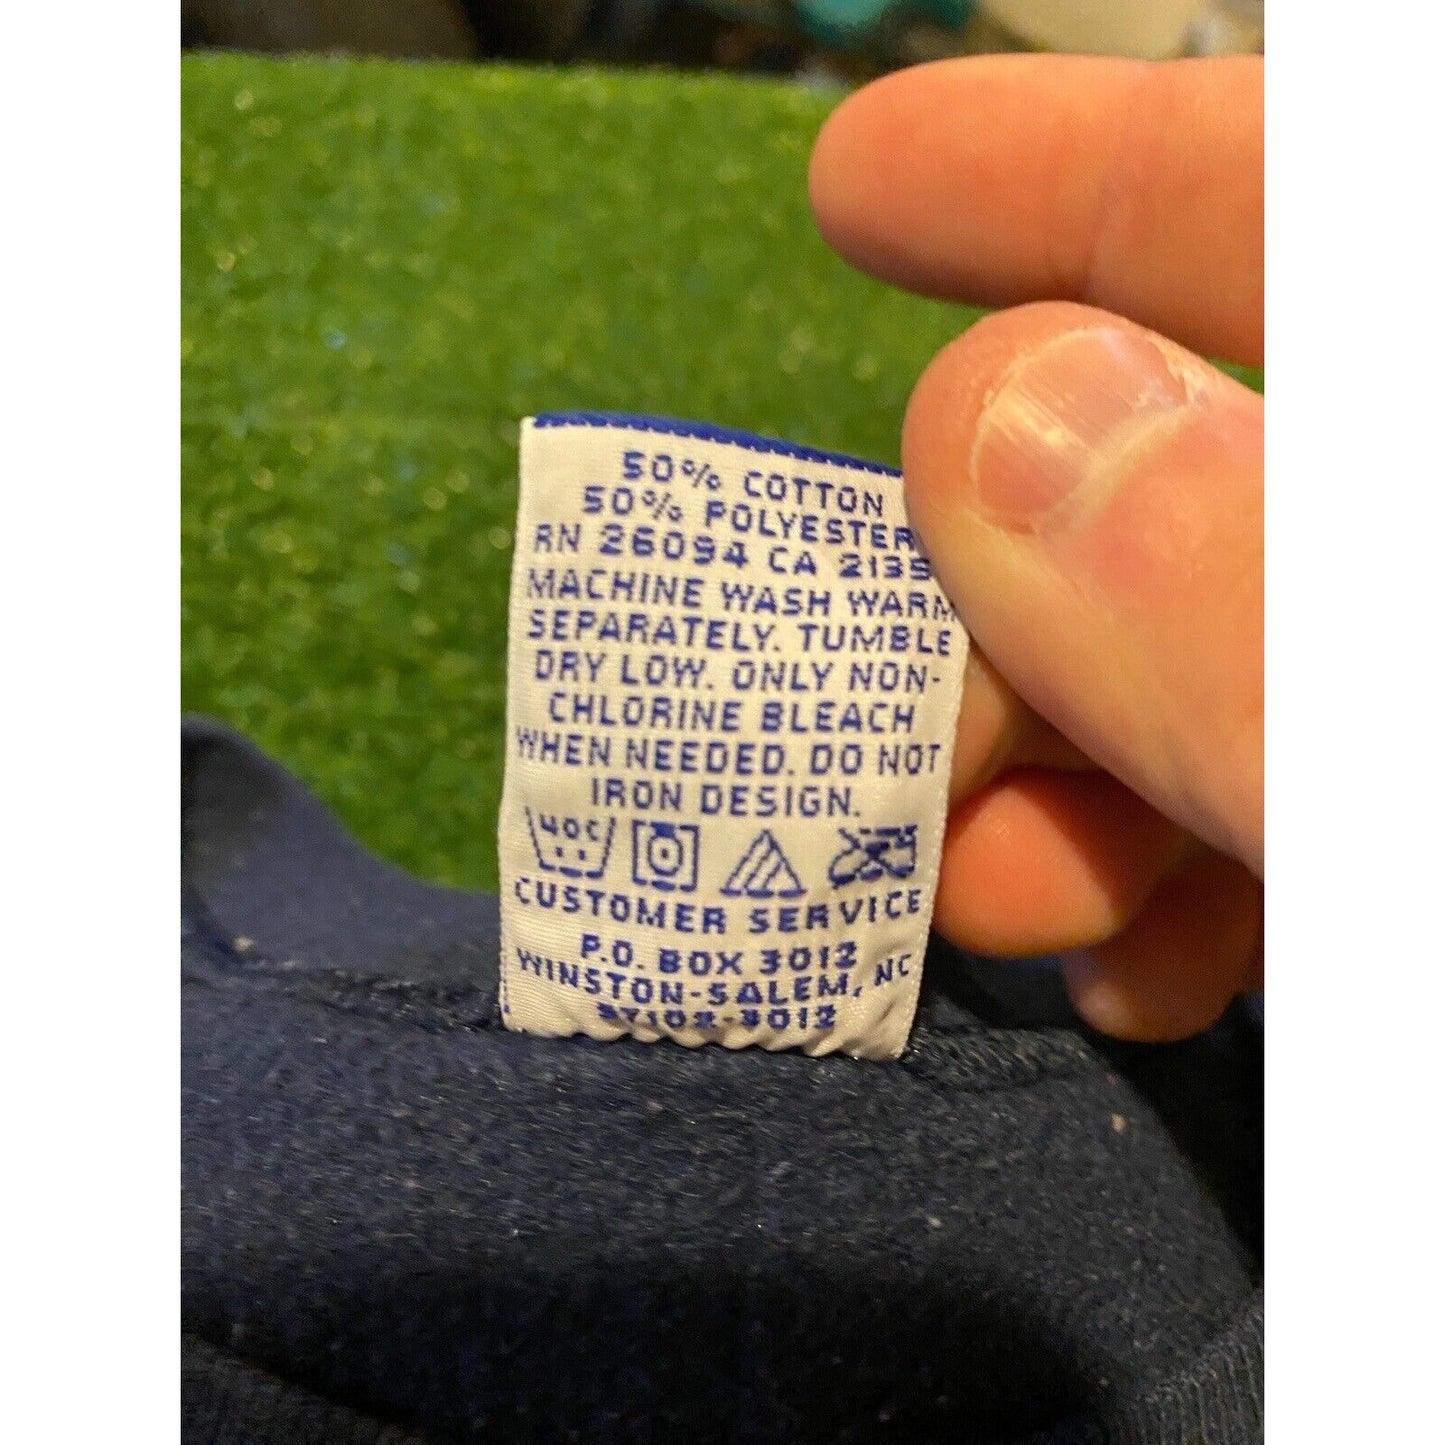 50% COTTON
50% POLYESTER
RN 26094 CA 2135
MACHINE WASH WARM
SEPARATELY. TUMBLE
DRY LOW. ONLY NON-
CHLORINE BLEACH
WHEN NEEDED. DO NOT
IRON DESIGN.
40C
CUSTOMER SERVICE
P.O. BOX 3012
WINSTON-SALEM, NC
27102-3012